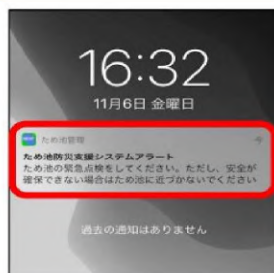 16:32
11月6日 金曜日
ため池管理 今
ため池防災支援システムアラート
ため池の緊急点検をしてください。ただし、安全が
確保できない場合はため池に近づかないでください
過去の通知はありません